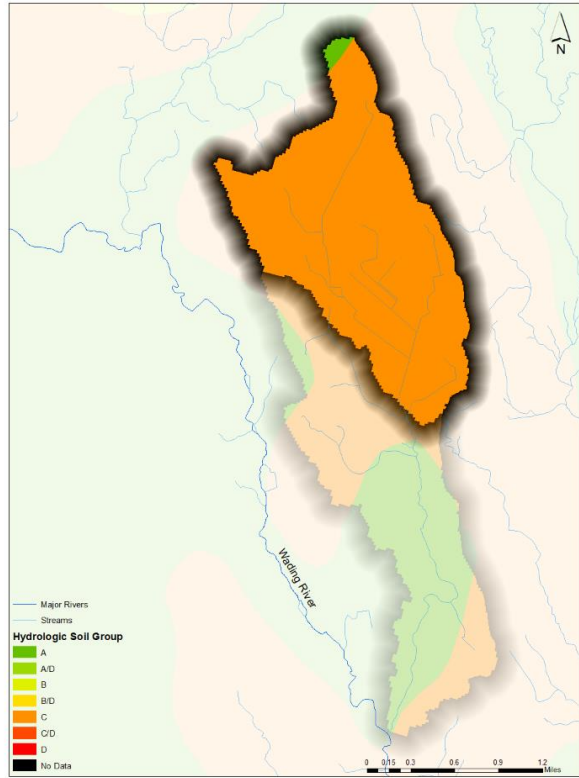 N
Wading River
Major Rivers
Streams
Hydrologic Soil Group
A
A/D
B
B/D
C
C/D
D
No Data
0 0.15 0.3 0.6 0.9 1.2
Miles